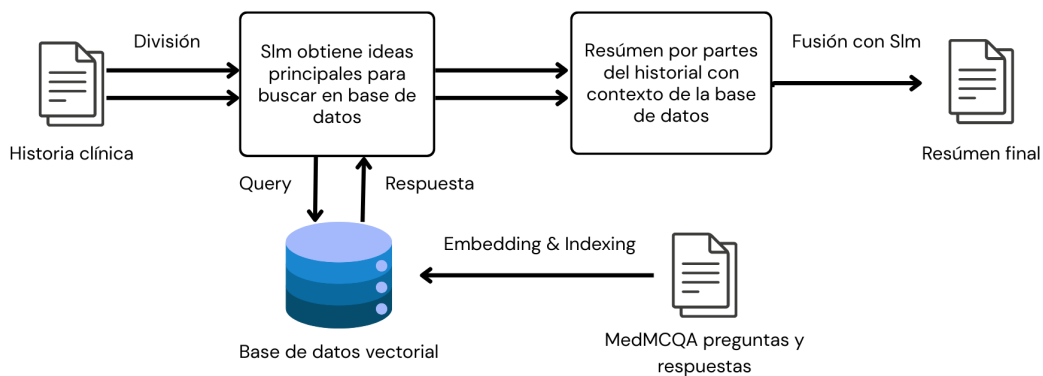 División
Slm obtiene ideas
principales para
buscar en base de
datos
Resúmen por partes
del historial con
contexto de la base
de datos
Fusión con Slm
Historia clínica
Resúmen final
Query
Respuesta
Embedding & Indexing
Base de datos vectorial
MedMCQA preguntas y
respuestas